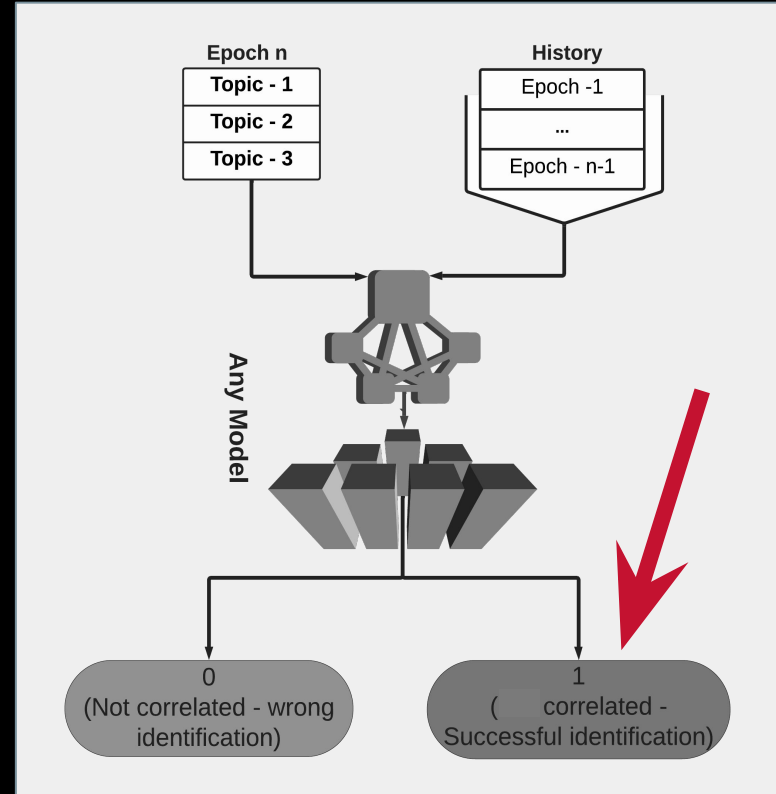 Epoch n
Topic - 1
Topic - 2
Topic - 3
History
Epoch -1
...
Epoch - n-1
Any Model
0
(Not correlated - wrong
identification)
1
( correlated -
Successful identification)